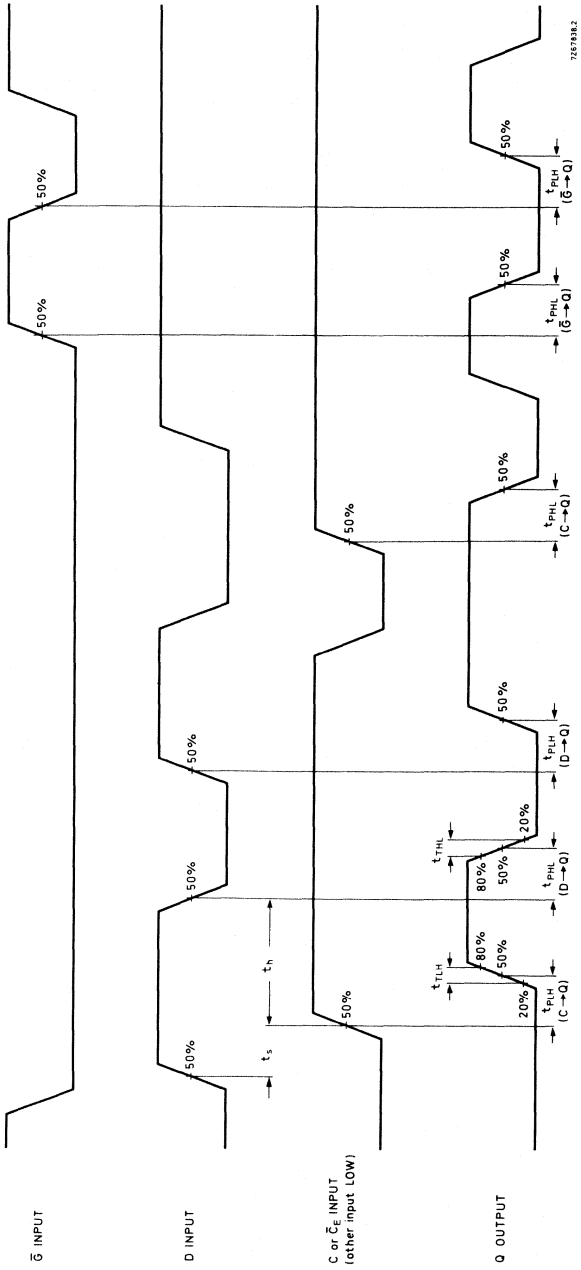 G̅ INPUT
50%
50%
D INPUT
50%
50%
50%
ts
th
C or C̅E INPUT
(other input LOW)
50%
50%
Q OUTPUT
tTLH
80%
50%
20%
tTHL
80%
50%
20%
50%
50%
50%
50%
tPLH
(C→Q)
tPHL
(D→Q)
tPLH
(D→Q)
tPHL
(C→Q)
tPHL
(G̅→Q)
tPLH
(G̅→Q)
7Z67838.2